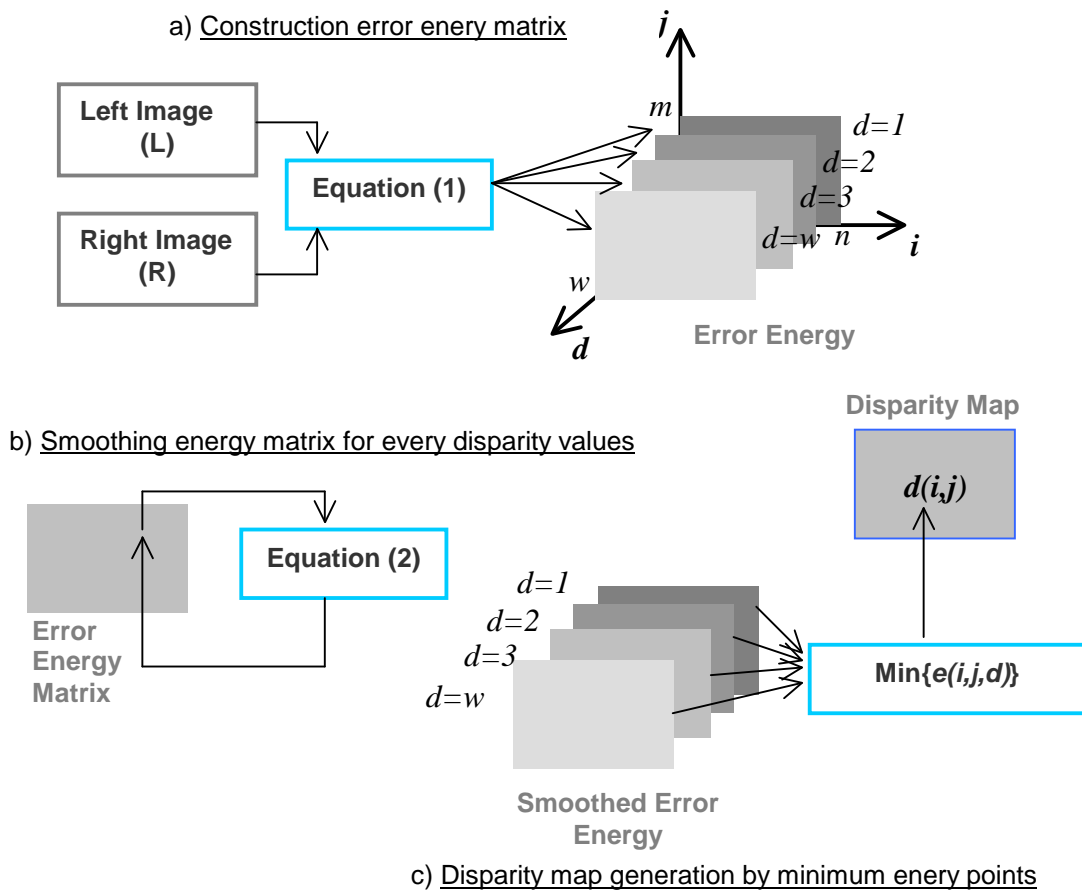 a) Construction error enery matrix
Left Image
(L)
Right Image
(R)
Equation (1)
j
m
d=1
d=2
d=3
d=w
n
i
w
d
Error Energy
b) Smoothing energy matrix for every disparity values
Equation (2)
Error
Energy
Matrix
Disparity Map
d(i,j)
d=1
d=2
d=3
d=w
Min{e(i,j,d)}
Smoothed Error
Energy
c) Disparity map generation by minimum enery points